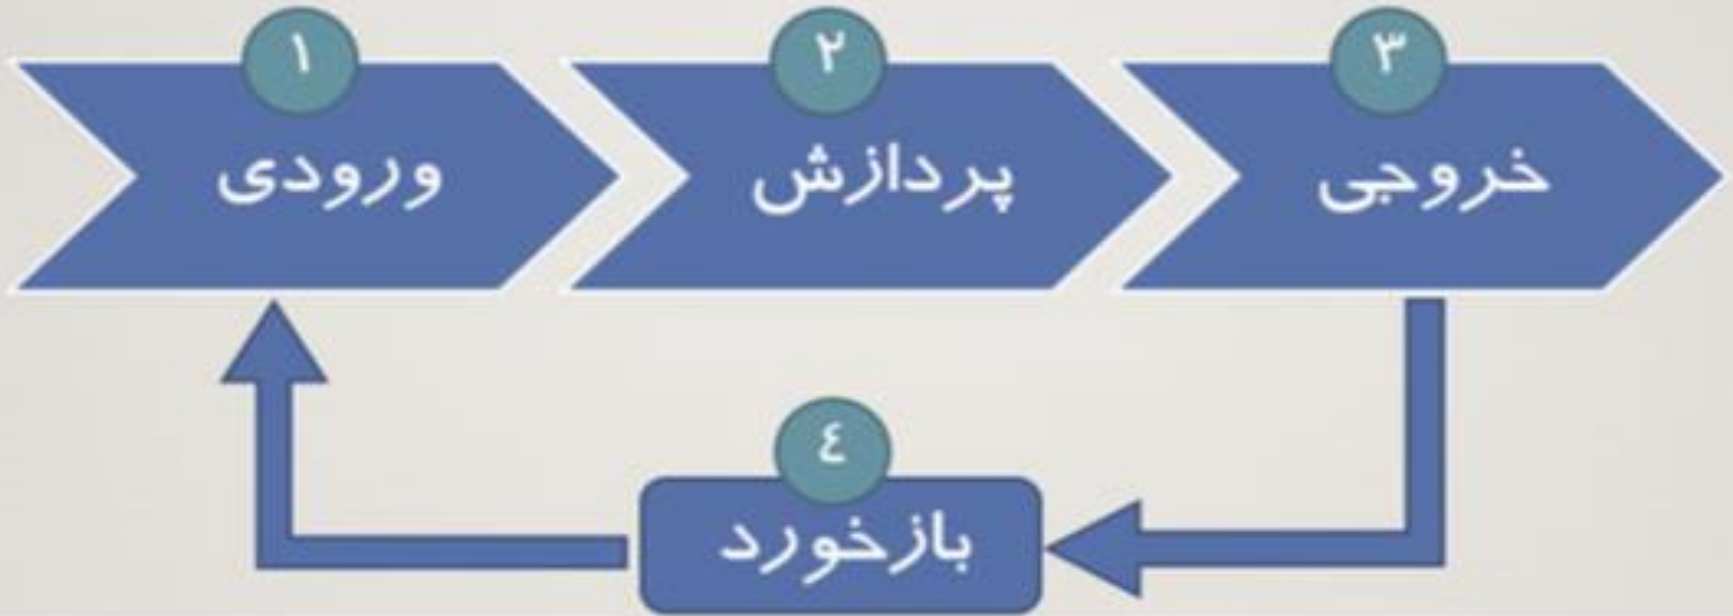 ۱
ورودی
۲
پردازش
۳
خروجی
٤
بازخورد